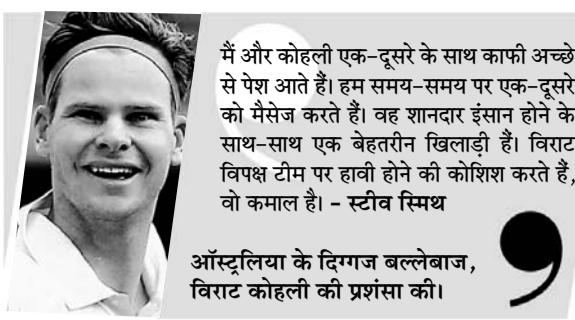 मैं और कोहली एक-दूसरे के साथ काफी अच्छे
से पेश आते हैं। हम समय-समय पर एक-दूसरे
को मैसेज करते हैं। वह शानदार इंसान होने के
साथ-साथ एक बेहतरीन खिलाड़ी हैं। विराट
विपक्ष टीम पर हावी होने की कोशिश करते हैं,
वो कमाल है। - स्टीव स्मिथ
ऑस्ट्रलिया के दिग्गज बल्लेबाज,
विराट कोहली की प्रशंसा की।